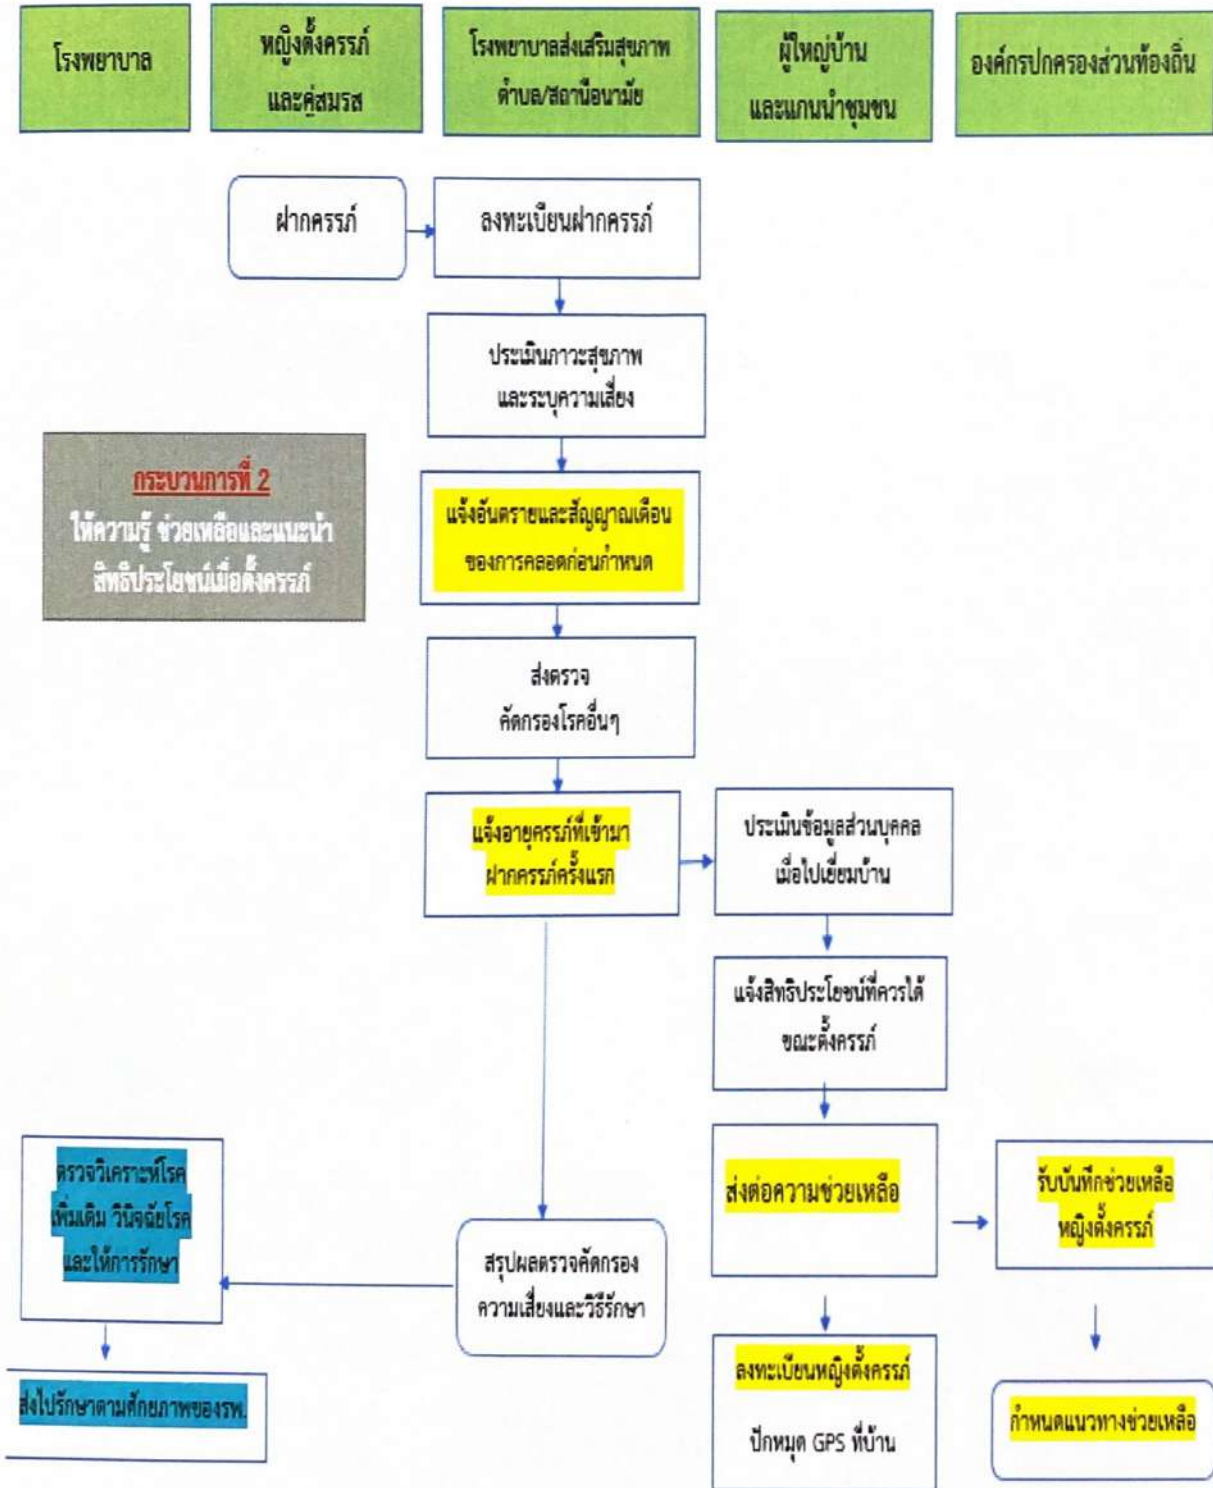 โรงพยาบาล
หญิงตั้งครรภ์
และคู่สมรส
โรงพยาบาลส่งเสริมสุขภาพ
ตำบล/สถานีอนามัย
ผู้ใหญ่บ้าน
และแกนนำชุมชน
องค์กรปกครองส่วนท้องถิ่น
ฝากครรภ์
ลงทะเบียนฝากครรภ์
ประเมินภาวะสุขภาพ
และระบุความเสี่ยง
กระบวนการที่ 2
ให้ความรู้ ช่วยเหลือและแนะนำ
สิทธิประโยชน์เมื่อตั้งครรภ์
แจ้งอันตรายและสัญญาณเตือน
ของการคลอดก่อนกำหนด
ส่งตรวจ
คัดกรองโรคอื่นๆ
แจ้งอายุครรภ์ที่เข้ามา
ฝากครรภ์ครั้งแรก
ประเมินข้อมูลส่วนบุคคล
เมื่อไปเยี่ยมบ้าน
แจ้งสิทธิประโยชน์ที่ควรได้
ขณะตั้งครรภ์
ตรวจวิเคราะห์โรค
เพิ่มเติม วินิจฉัยโรค
และให้การรักษา
สรุปผลตรวจคัดกรอง
ความเสี่ยงและวิธีรักษา
ส่งต่อความช่วยเหลือ
รับบันทึกช่วยเหลือ
หญิงตั้งครรภ์
ส่งไปรักษาตามศักยภาพของรพ.
ลงทะเบียนหญิงตั้งครรภ์
ปักหมุด GPS ที่บ้าน
กำหนดแนวทางช่วยเหลือ